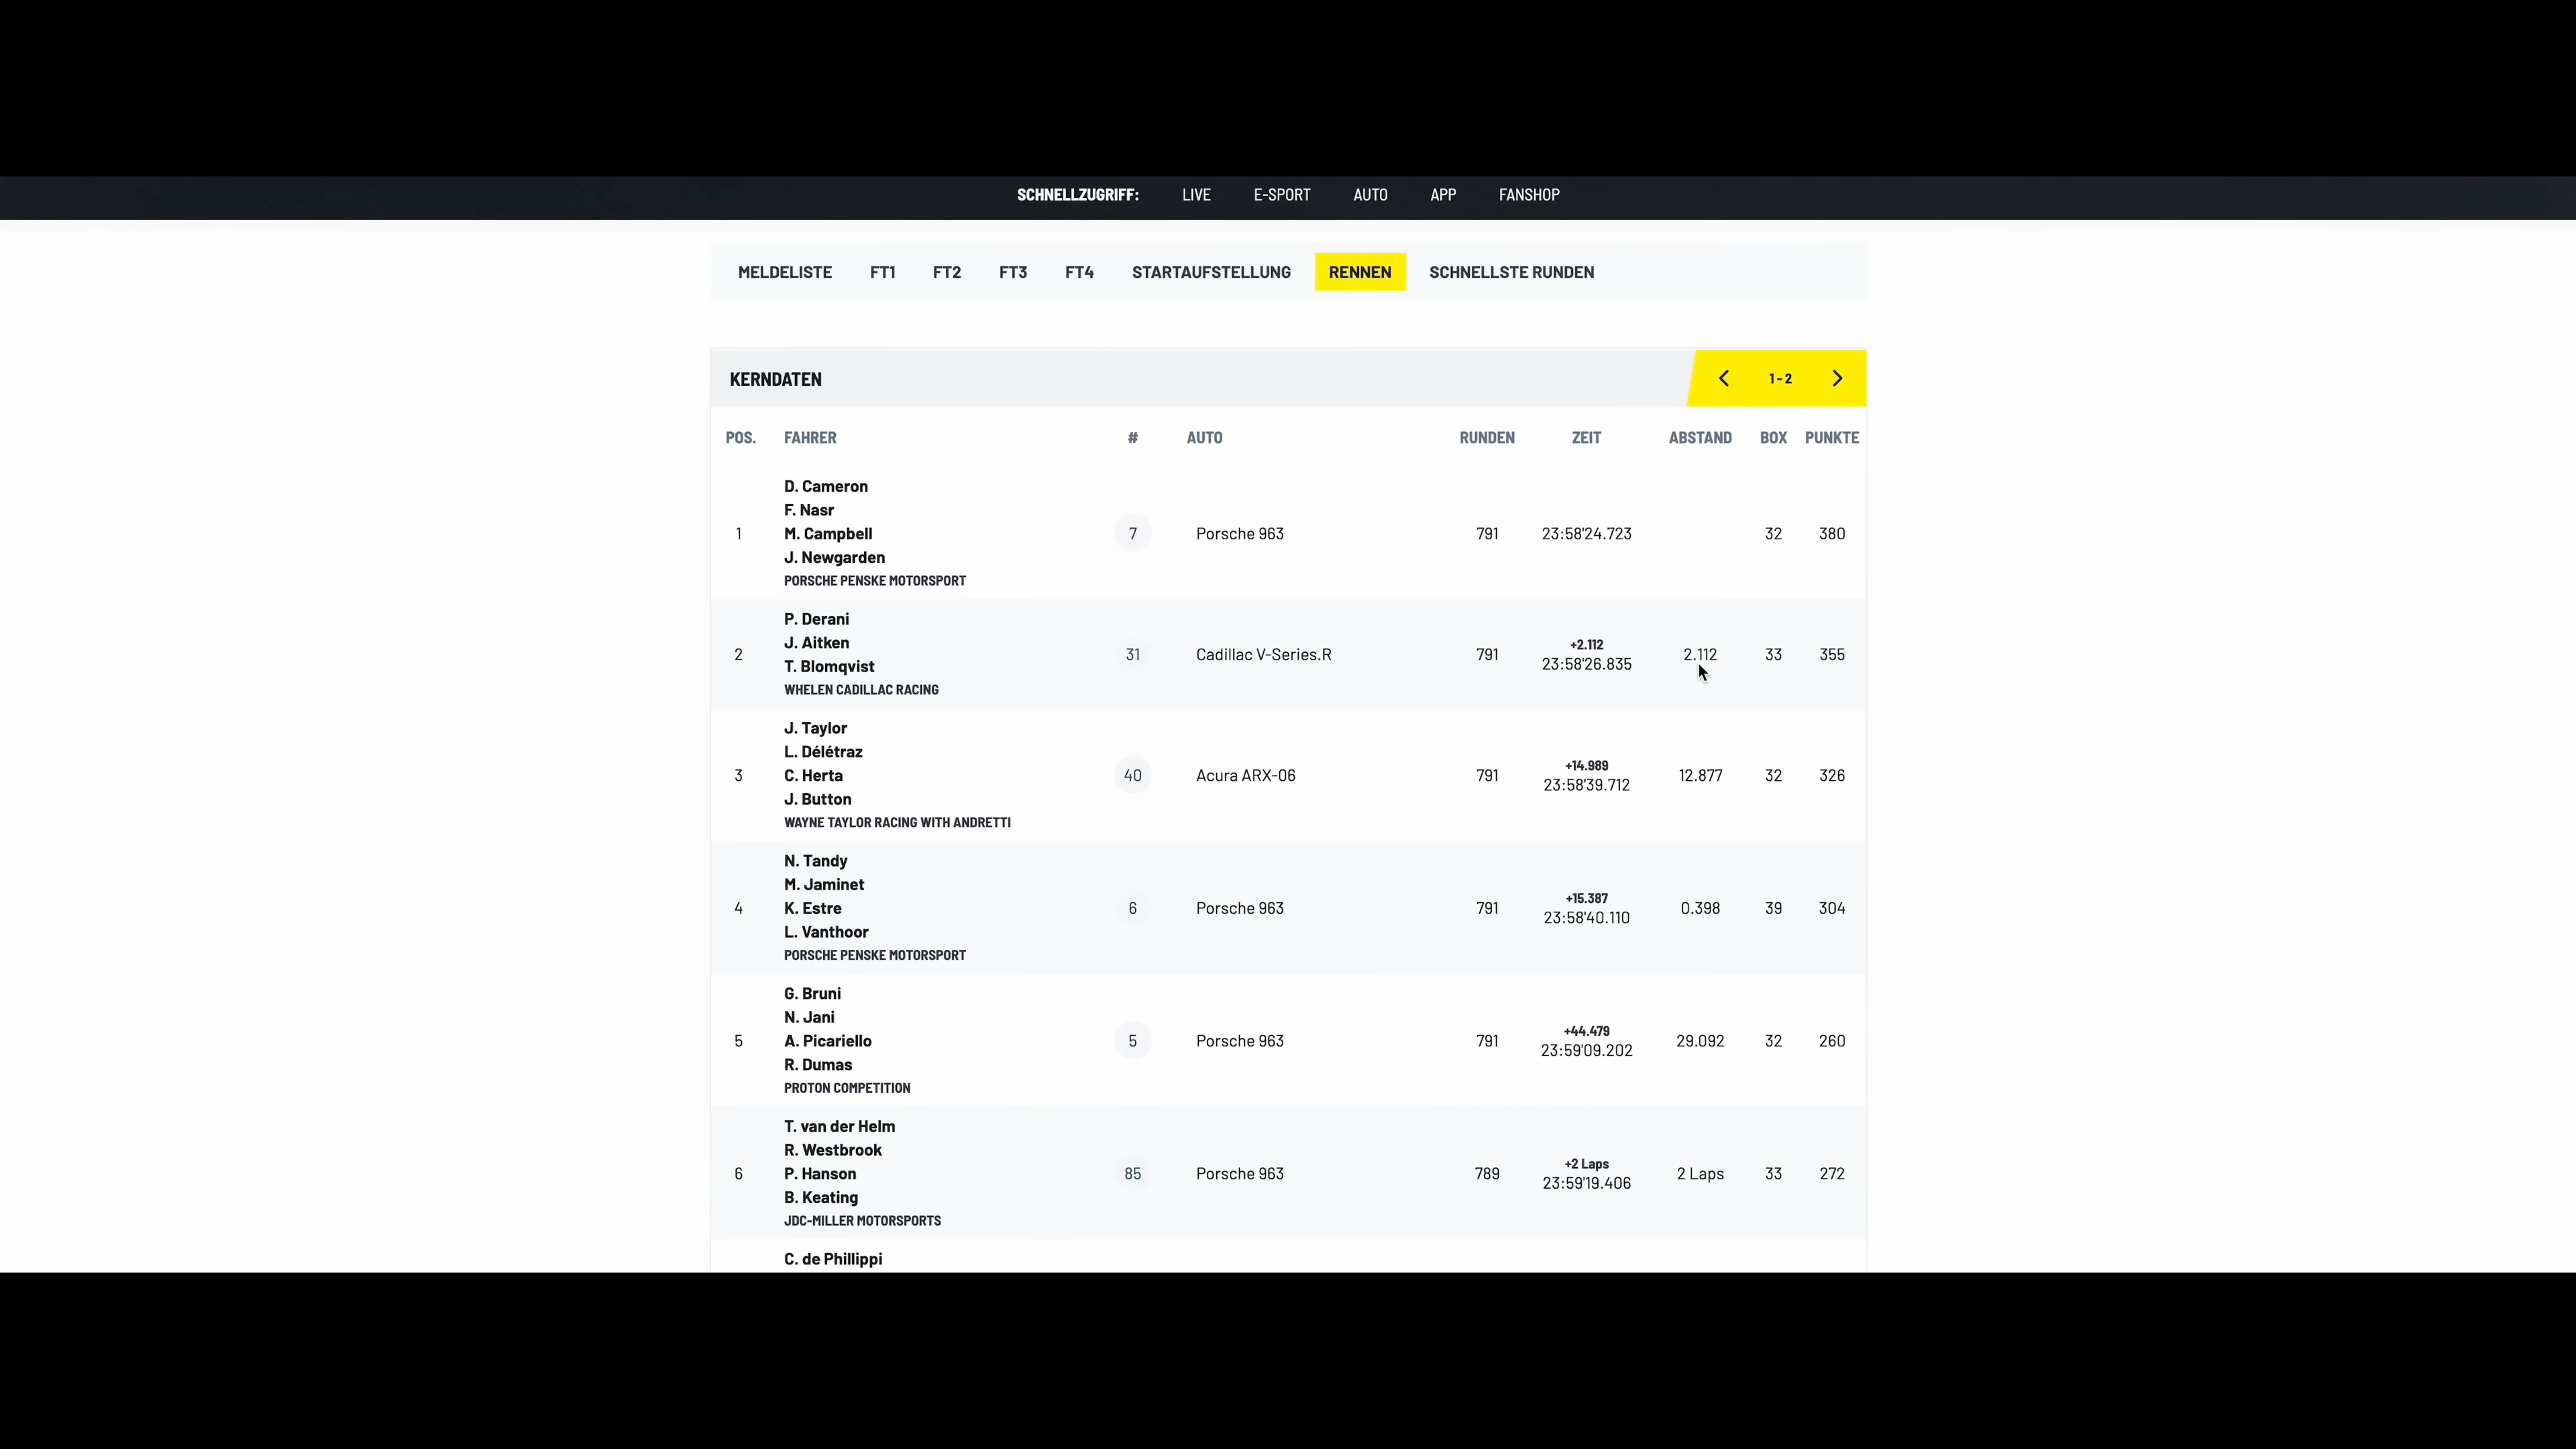 SCHNELLZUGRIFF: LIVE E-SPORT AUTO APP FANSHOP
MELDELISTE FT1 FT2 FT3 FT4 STARTAUFSTELLUNG RENNEN SCHNELLSTE RUNDEN
KERNDATEN 1 - 2
POS. FAHRER # AUTO RUNDEN ZEIT ABSTAND BOX PUNKTE
D. Cameron
F. Nasr
1 M. Campbell 7 Porsche 963 791 23:58'24.723 32 380
J. Newgarden
PORSCHE PENSKE MOTORSPORT
P. Derani
J. Aitken +2.112
2 31 Cadillac V-Series.R 791 2.112 33 355
T. Blomqvist 23:58'26.835
WHELEN CADILLAC RACING
J. Taylor
L. Délétraz +14.989
3 C. Herta 40 Acura ARX-06 791 12.877 32 326
23:58'39.712
J. Button
WAYNE TAYLOR RACING WITH ANDRETTI
N. Tandy
M. Jaminet +15.387
4 K. Estre 6 Porsche 963 791 0.398 39 304
23:58'40.110
L. Vanthoor
PORSCHE PENSKE MOTORSPORT
G. Bruni
N. Jani +44.479
5 A. Picariello 5 Porsche 963 791 29.092 32 260
23:59'09.202
R. Dumas
PROTON COMPETITION
T. van der Helm
R. Westbrook +2 Laps
6 P. Hanson 85 Porsche 963 789 2 Laps 33 272
23:59'19.406
B. Keating
JDC-MILLER MOTORSPORTS
C. de Phillippi